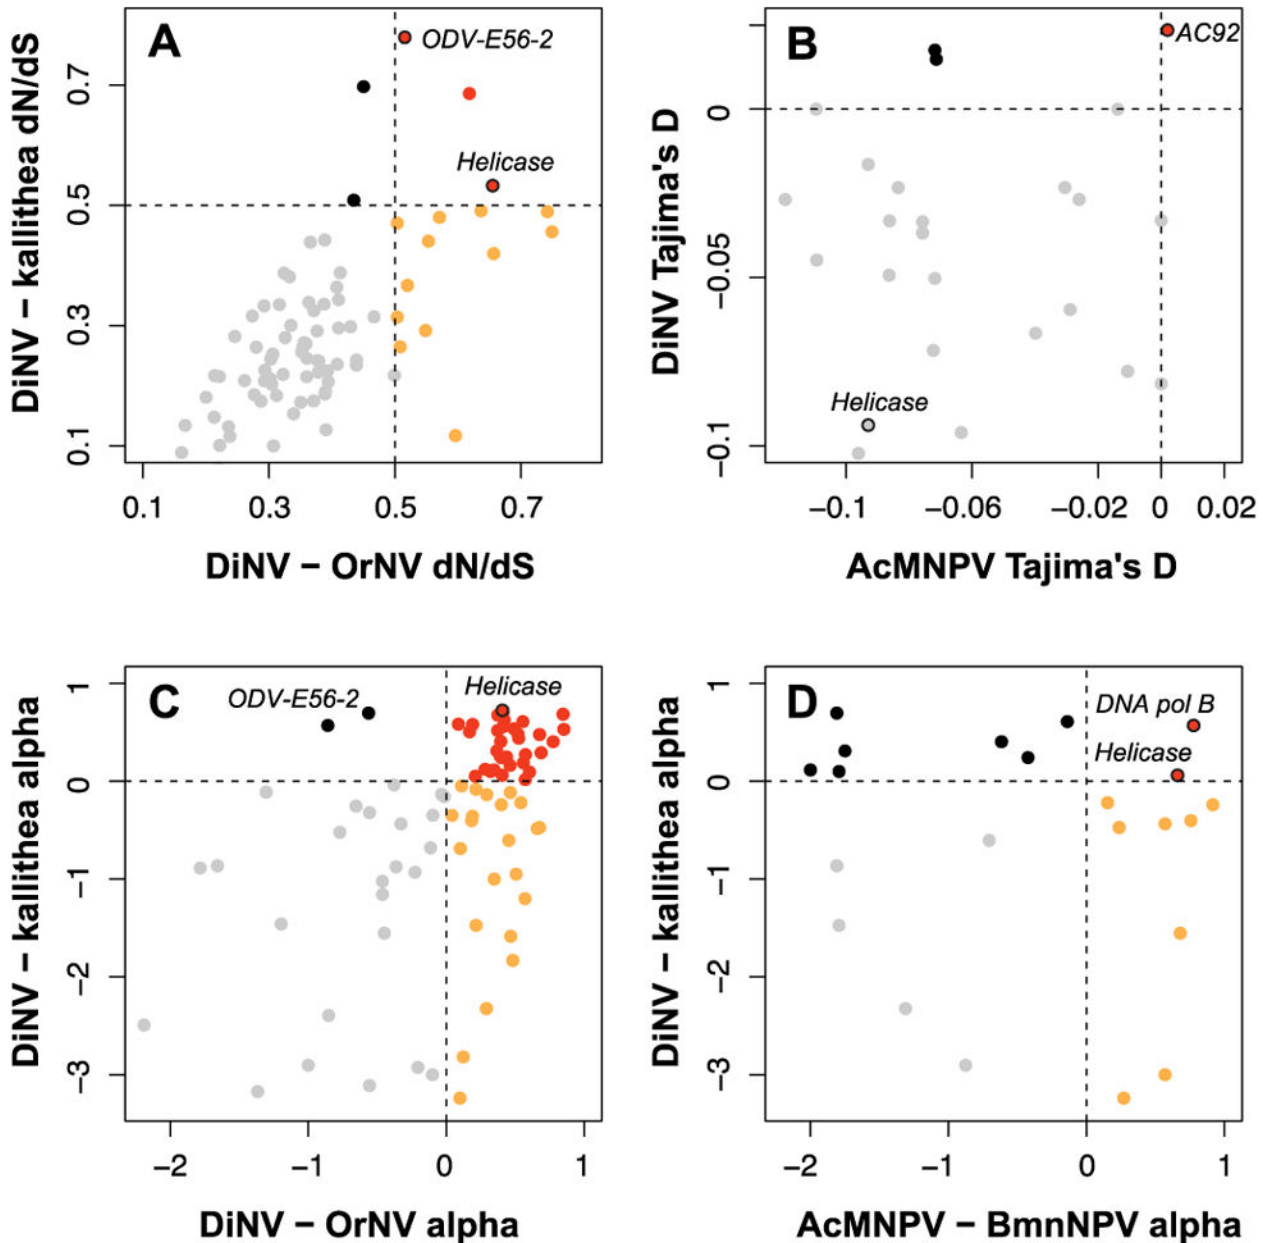 A
ODV-E56-2
Helicase
0.7
0.5
0.3
0.1
DiNV – kallithea dN/dS
0.1 0.3 0.5 0.7
DiNV – OrNV dN/dS
B
AC92
Helicase
0
−0.05
−0.1
DiNV Tajima's D
−0.1 −0.06 −0.02 0 0.02
AcMNPV Tajima's D
C
ODV-E56-2
Helicase
1
0
−1
−2
−3
DiNV – kallithea alpha
−2 −1 0 1
DiNV – OrNV alpha
D
DNA pol B
Helicase
1
0
−1
−2
−3
DiNV – kallithea alpha
−2 −1 0 1
AcMNPV – BmnNPV alpha